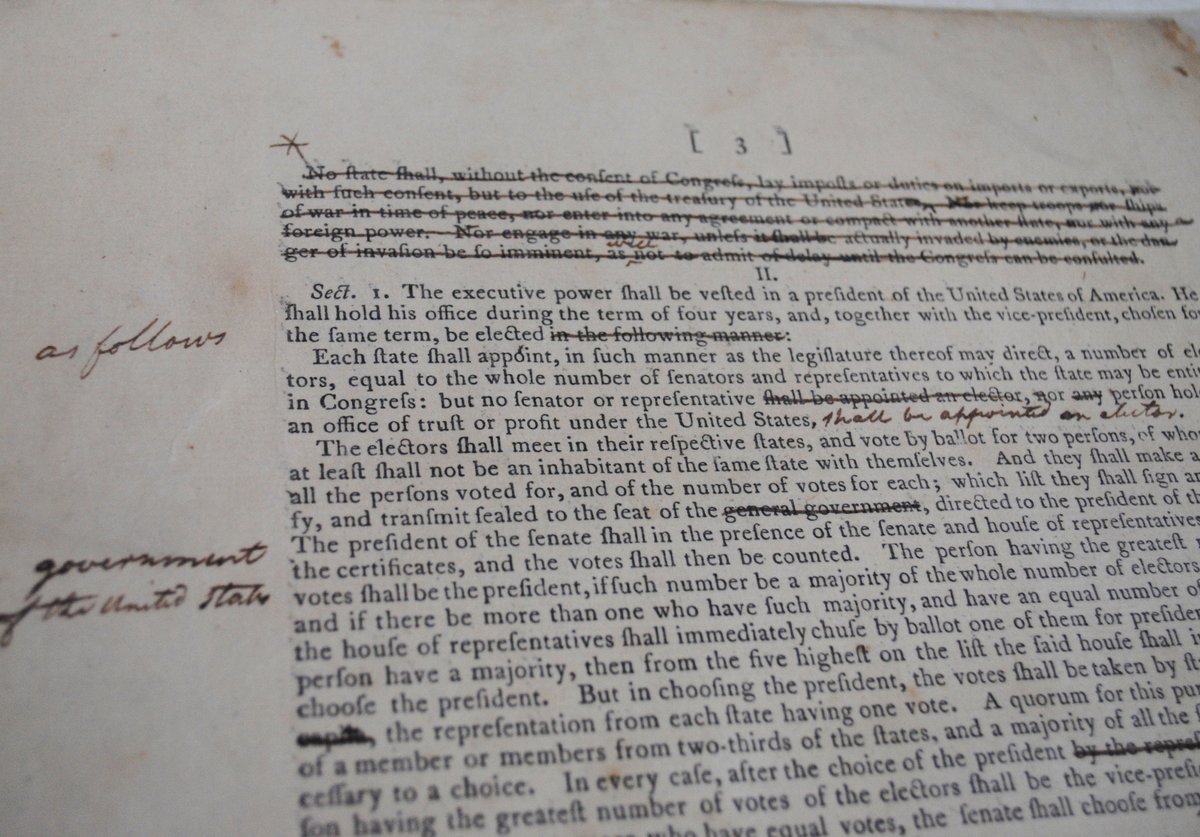 [ 3 ]
No ſtate ſhall, without the conſent of Congreſs, lay impoſts or duties on imports or exports, nor
with ſuch conſent, but to the uſe of the treaſury of the United States, Nor keep troops nor ſhips
of war in time of peace, nor enter into any agreement or compact with another ſtate, nor with any
foreign power. Nor engage in any war, unleſs it ſhall be actually invaded by enemies, or the dan-
will
ger of invaſion be ſo imminent, as not to admit of delay until the Congreſs can be conſulted.
II.
Sect. 1. The executive power ſhall be veſted in a preſident of the United States of America. He
ſhall hold his office during the term of four years, and, together with the vice-preſident, choſen fo
as follows
the ſame term, be elected in the following manner:
Each ſtate ſhall appoint, in ſuch manner as the legiſlature thereof may direct, a number of ele
tors, equal to the whole number of ſenators and repreſentatives to which the ſtate may be entit
in Congreſs: but no ſenator or repreſentative ſhall be appointed an elector, nor any perſon hol
an office of truſt or profit under the United States, shall be appointed an elector.
The electors ſhall meet in their reſpective ſtates, and vote by ballot for two perſons, of who
at leaſt ſhall not be an inhabitant of the ſame ſtate with themſelves. And they ſhall make a
all the perſons voted for, and of the number of votes for each; which liſt they ſhall ſign an
fy, and tranſmit ſealed to the ſeat of the general government, directed to the preſident of th
government
of the United States
The preſident of the ſenate ſhall in the preſence of the ſenate and houſe of repreſentatives
the certificates, and the votes ſhall then be counted. The perſon having the greateſt
votes ſhall be the preſident, if ſuch number be a majority of the whole number of electors
and if there be more than one who have ſuch majority, and have an equal number of
the houſe of repreſentatives ſhall immediately chuſe by ballot one of them for preſiden
perſon have a majority, then from the five higheſt on the liſt the ſaid houſe ſhall i
chooſe the preſident. But in chooſing the preſident, the votes ſhall be taken by ſt
capita, the repreſentation from each ſtate having one vote. A quorum for this pur
of a member or members from two-thirds of the ſtates, and a majority of all the ſ
ceſſary to a choice. In every caſe, after the choice of the preſident by the repreſ
ſon having the greateſt number of votes of the electors ſhall be the vice-preſi
who have equal votes, the ſenate ſhall chooſe from